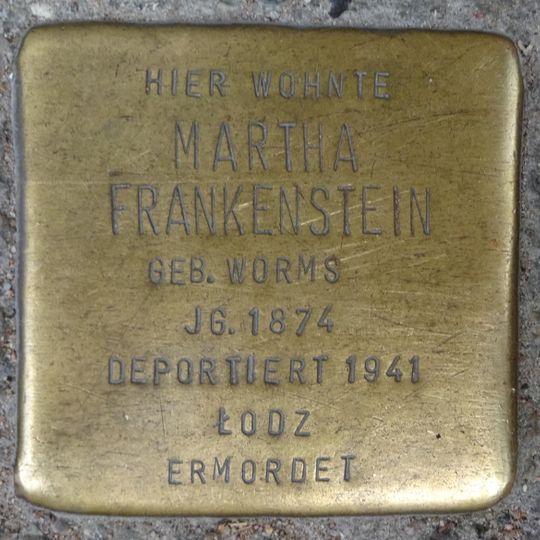 HIER WOHNTE
MARTHA
FRANKENSTEIN
GEB. WORMS
JG. 1874
DEPORTIERT 1941
ŁODZ
ERMORDET